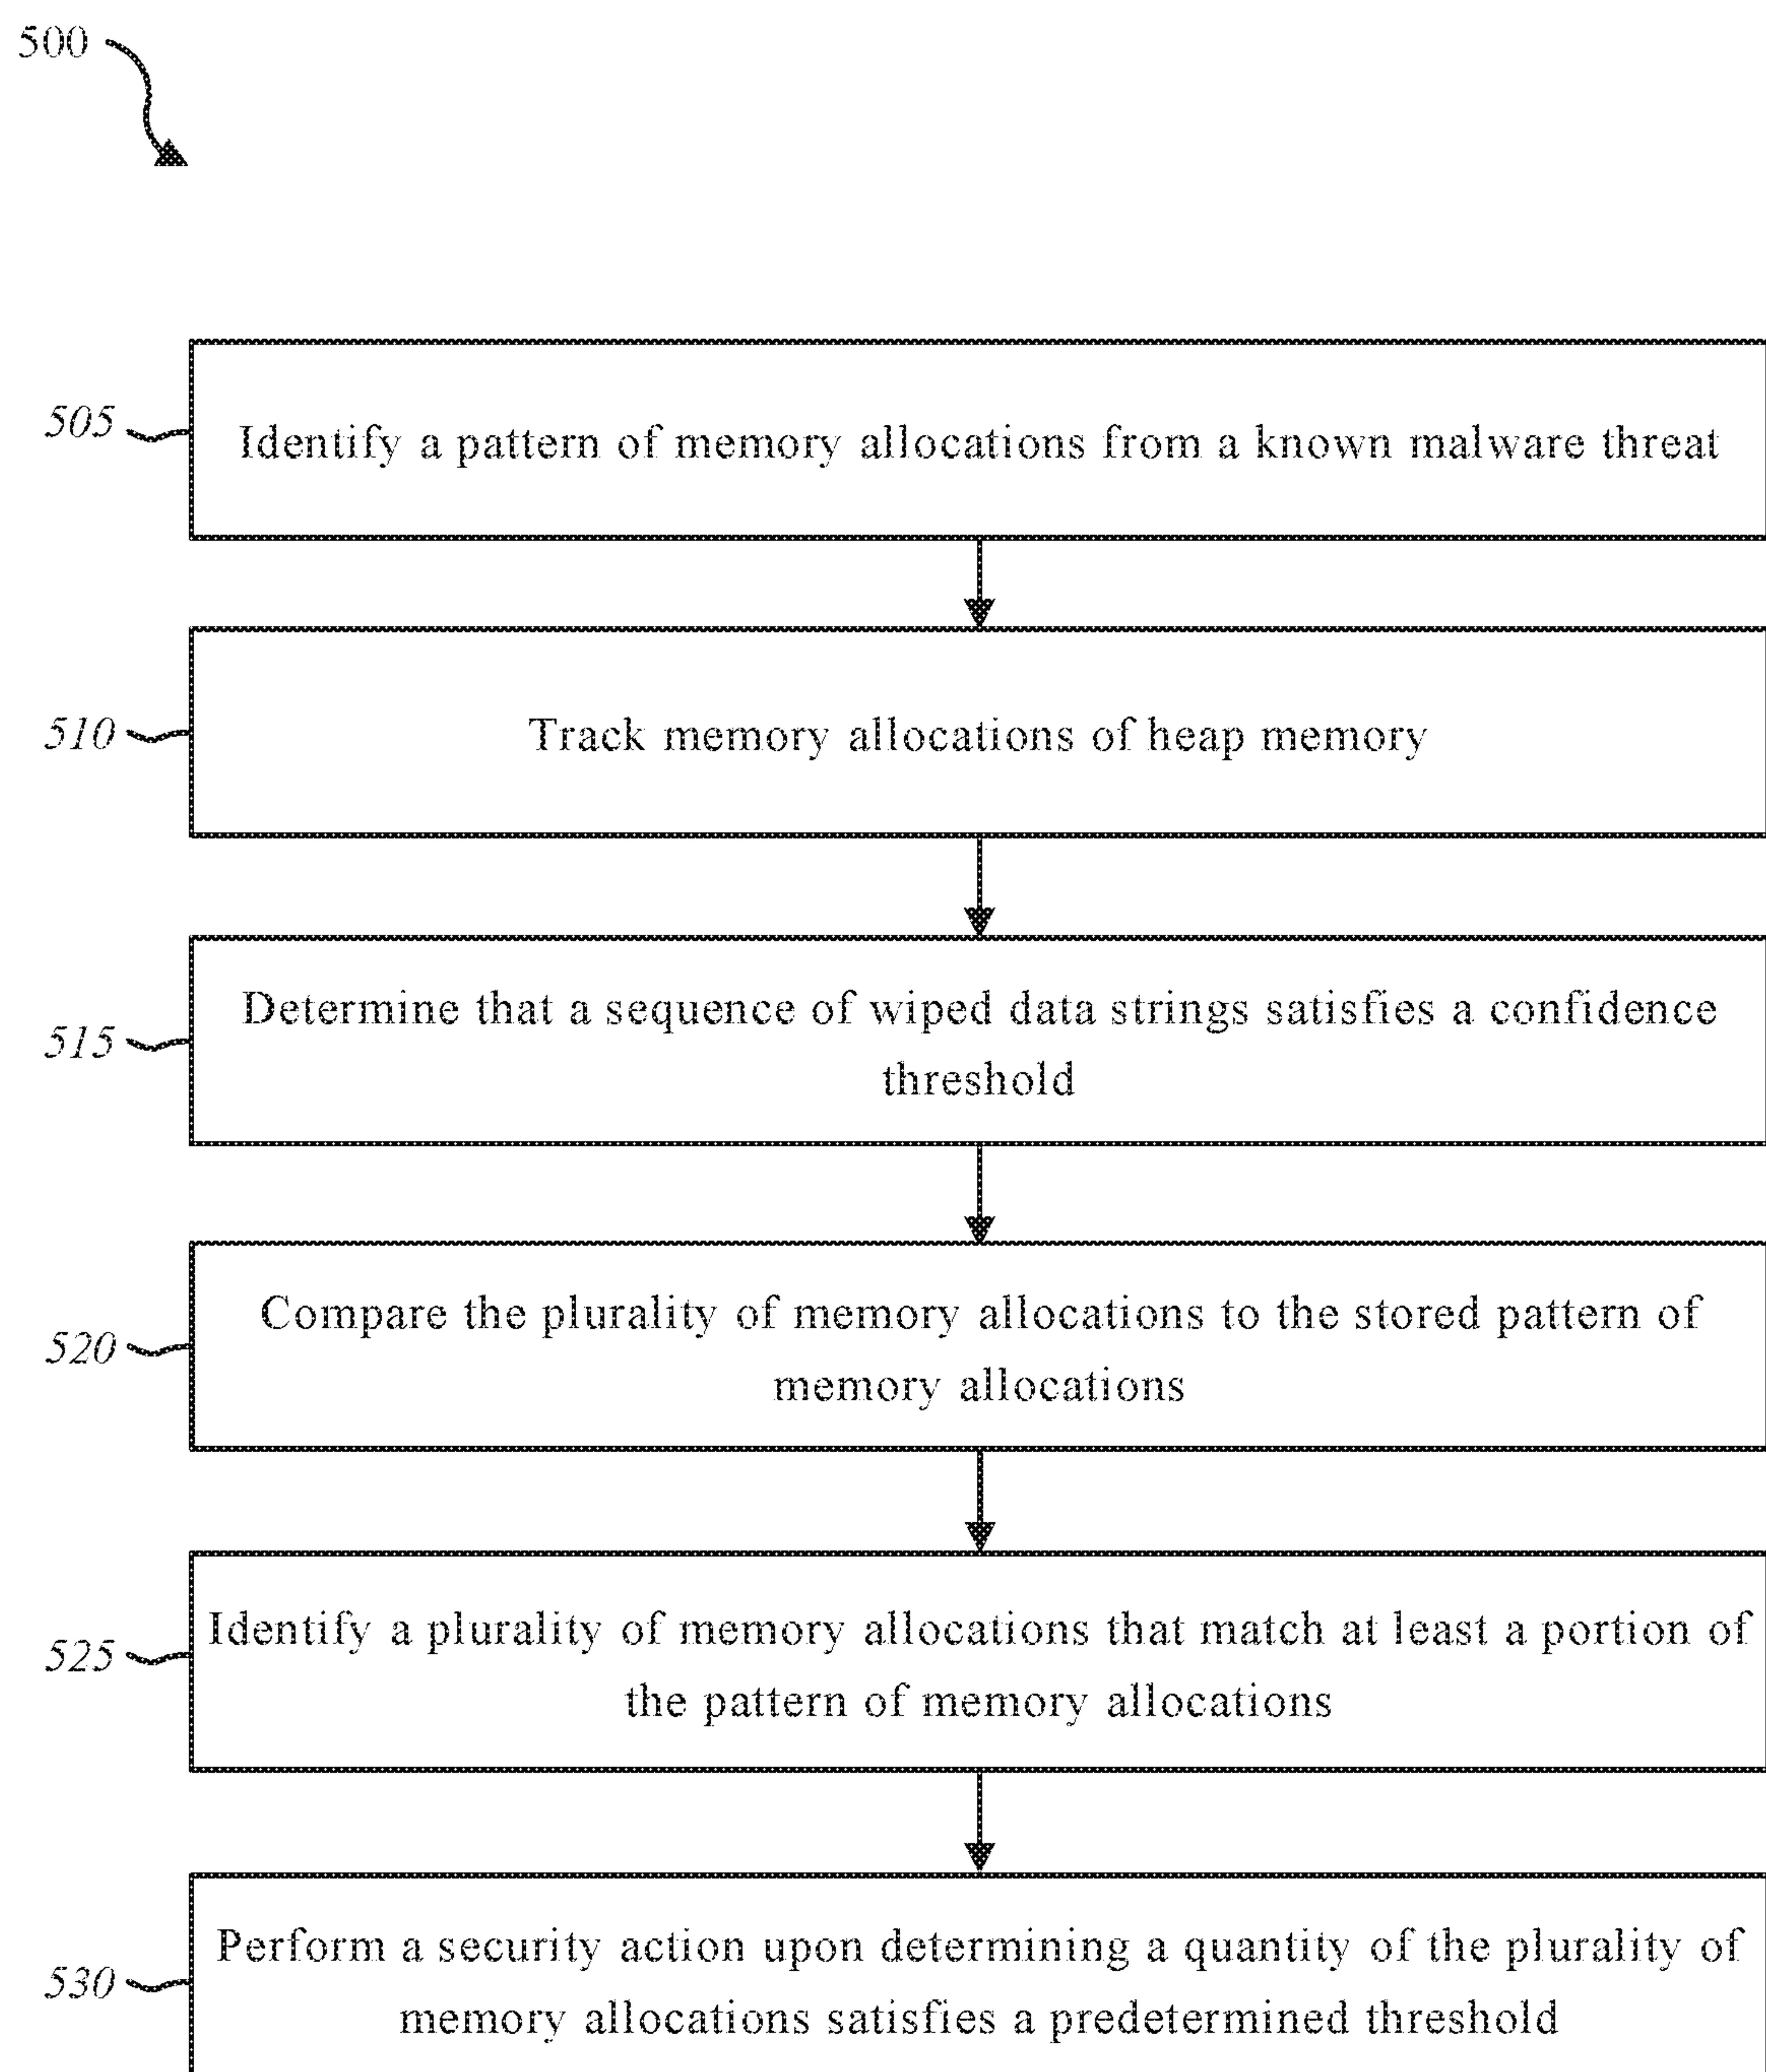 500
505
Identify a pattern of memory allocations from a known malware threat
510
Track memory allocations of heap memory
515
Determine that a sequence of wiped data strings satisfies a confidence
threshold
520
Compare the plurality of memory allocations to the stored pattern of
memory allocations
525
Identify a plurality of memory allocations that match at least a portion of
the pattern of memory allocations
530
Perform a security action upon determining a quantity of the plurality of
memory allocations satisfies a predetermined threshold